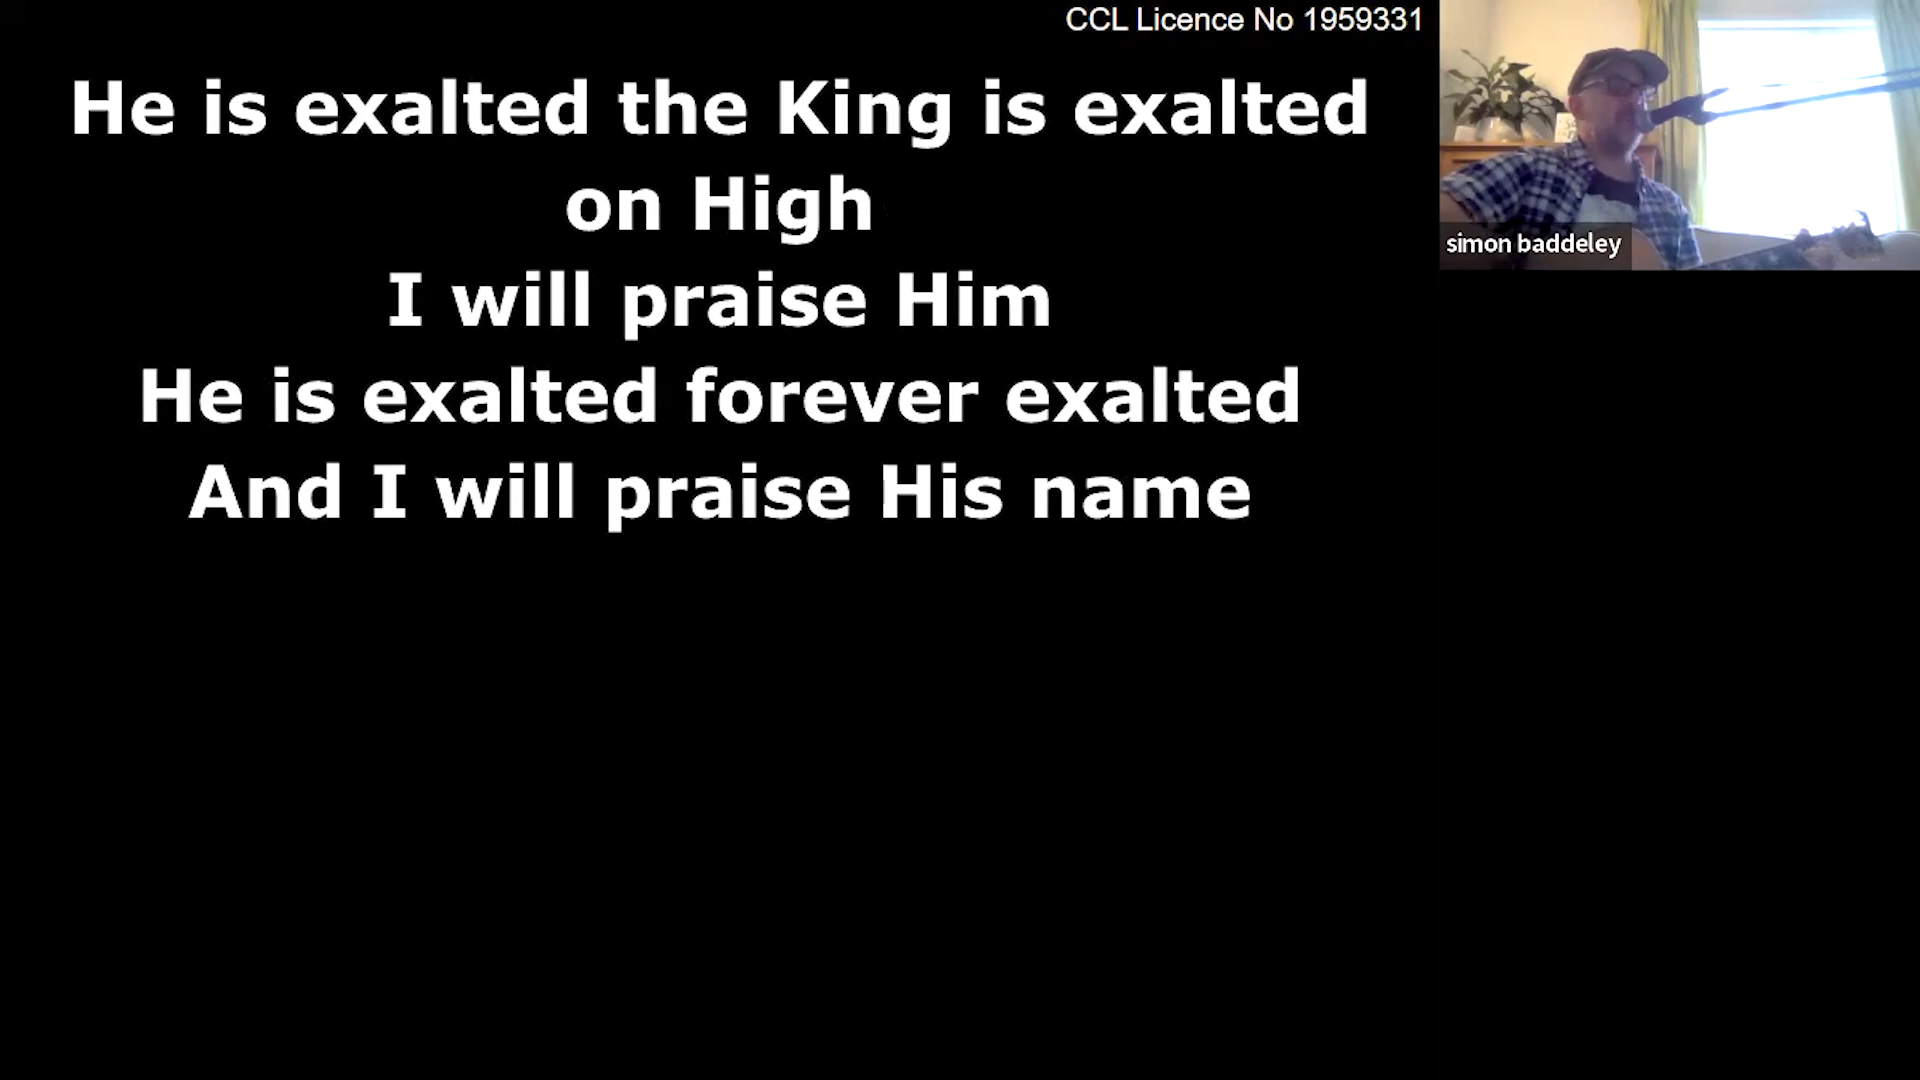 CCL Licence No 1959331
He is exalted the King is exalted
on High
I will praise Him
He is exalted forever exalted
And I will praise His name
simon baddeley